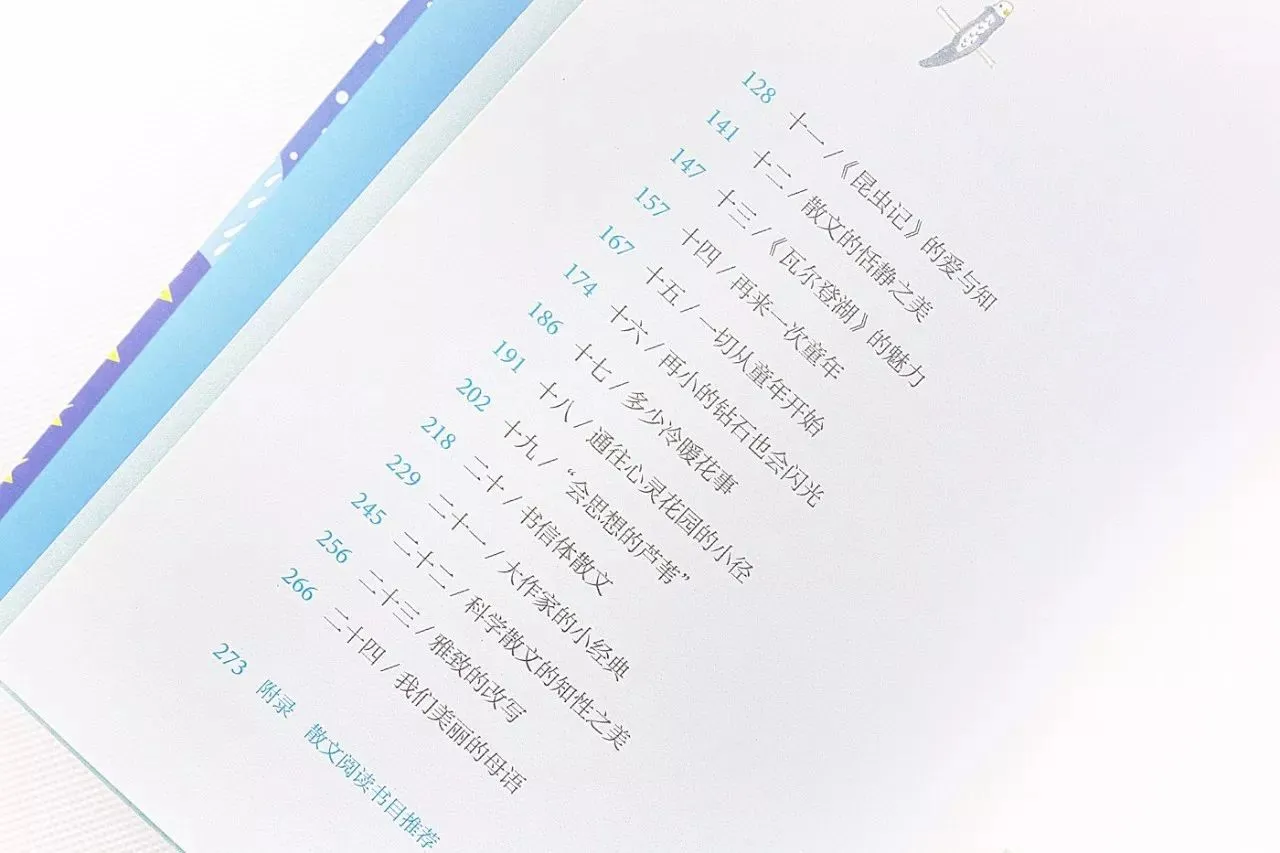 128 十一 /《昆虫记》的爱与知
141 十二 / 散文的恬静之美
147 十三 /《瓦尔登湖》的魅力
157 十四 / 再来一次童年
167 十五 / 一切从童年开始
174 十六 / 再小的钻石也会闪光
186 十七 / 多少冷暖花事
191 十八 / 通往心灵花园的小径
202 十九 / “会思想的芦苇”
218 二十 / 书信体散文
229 二十一 / 大作家的小经典
245 二十二 / 科学散文的知性之美
256 二十三 / 雅致的改写
266 二十四 / 我们美丽的母语
273 附录 散文阅读书目推荐